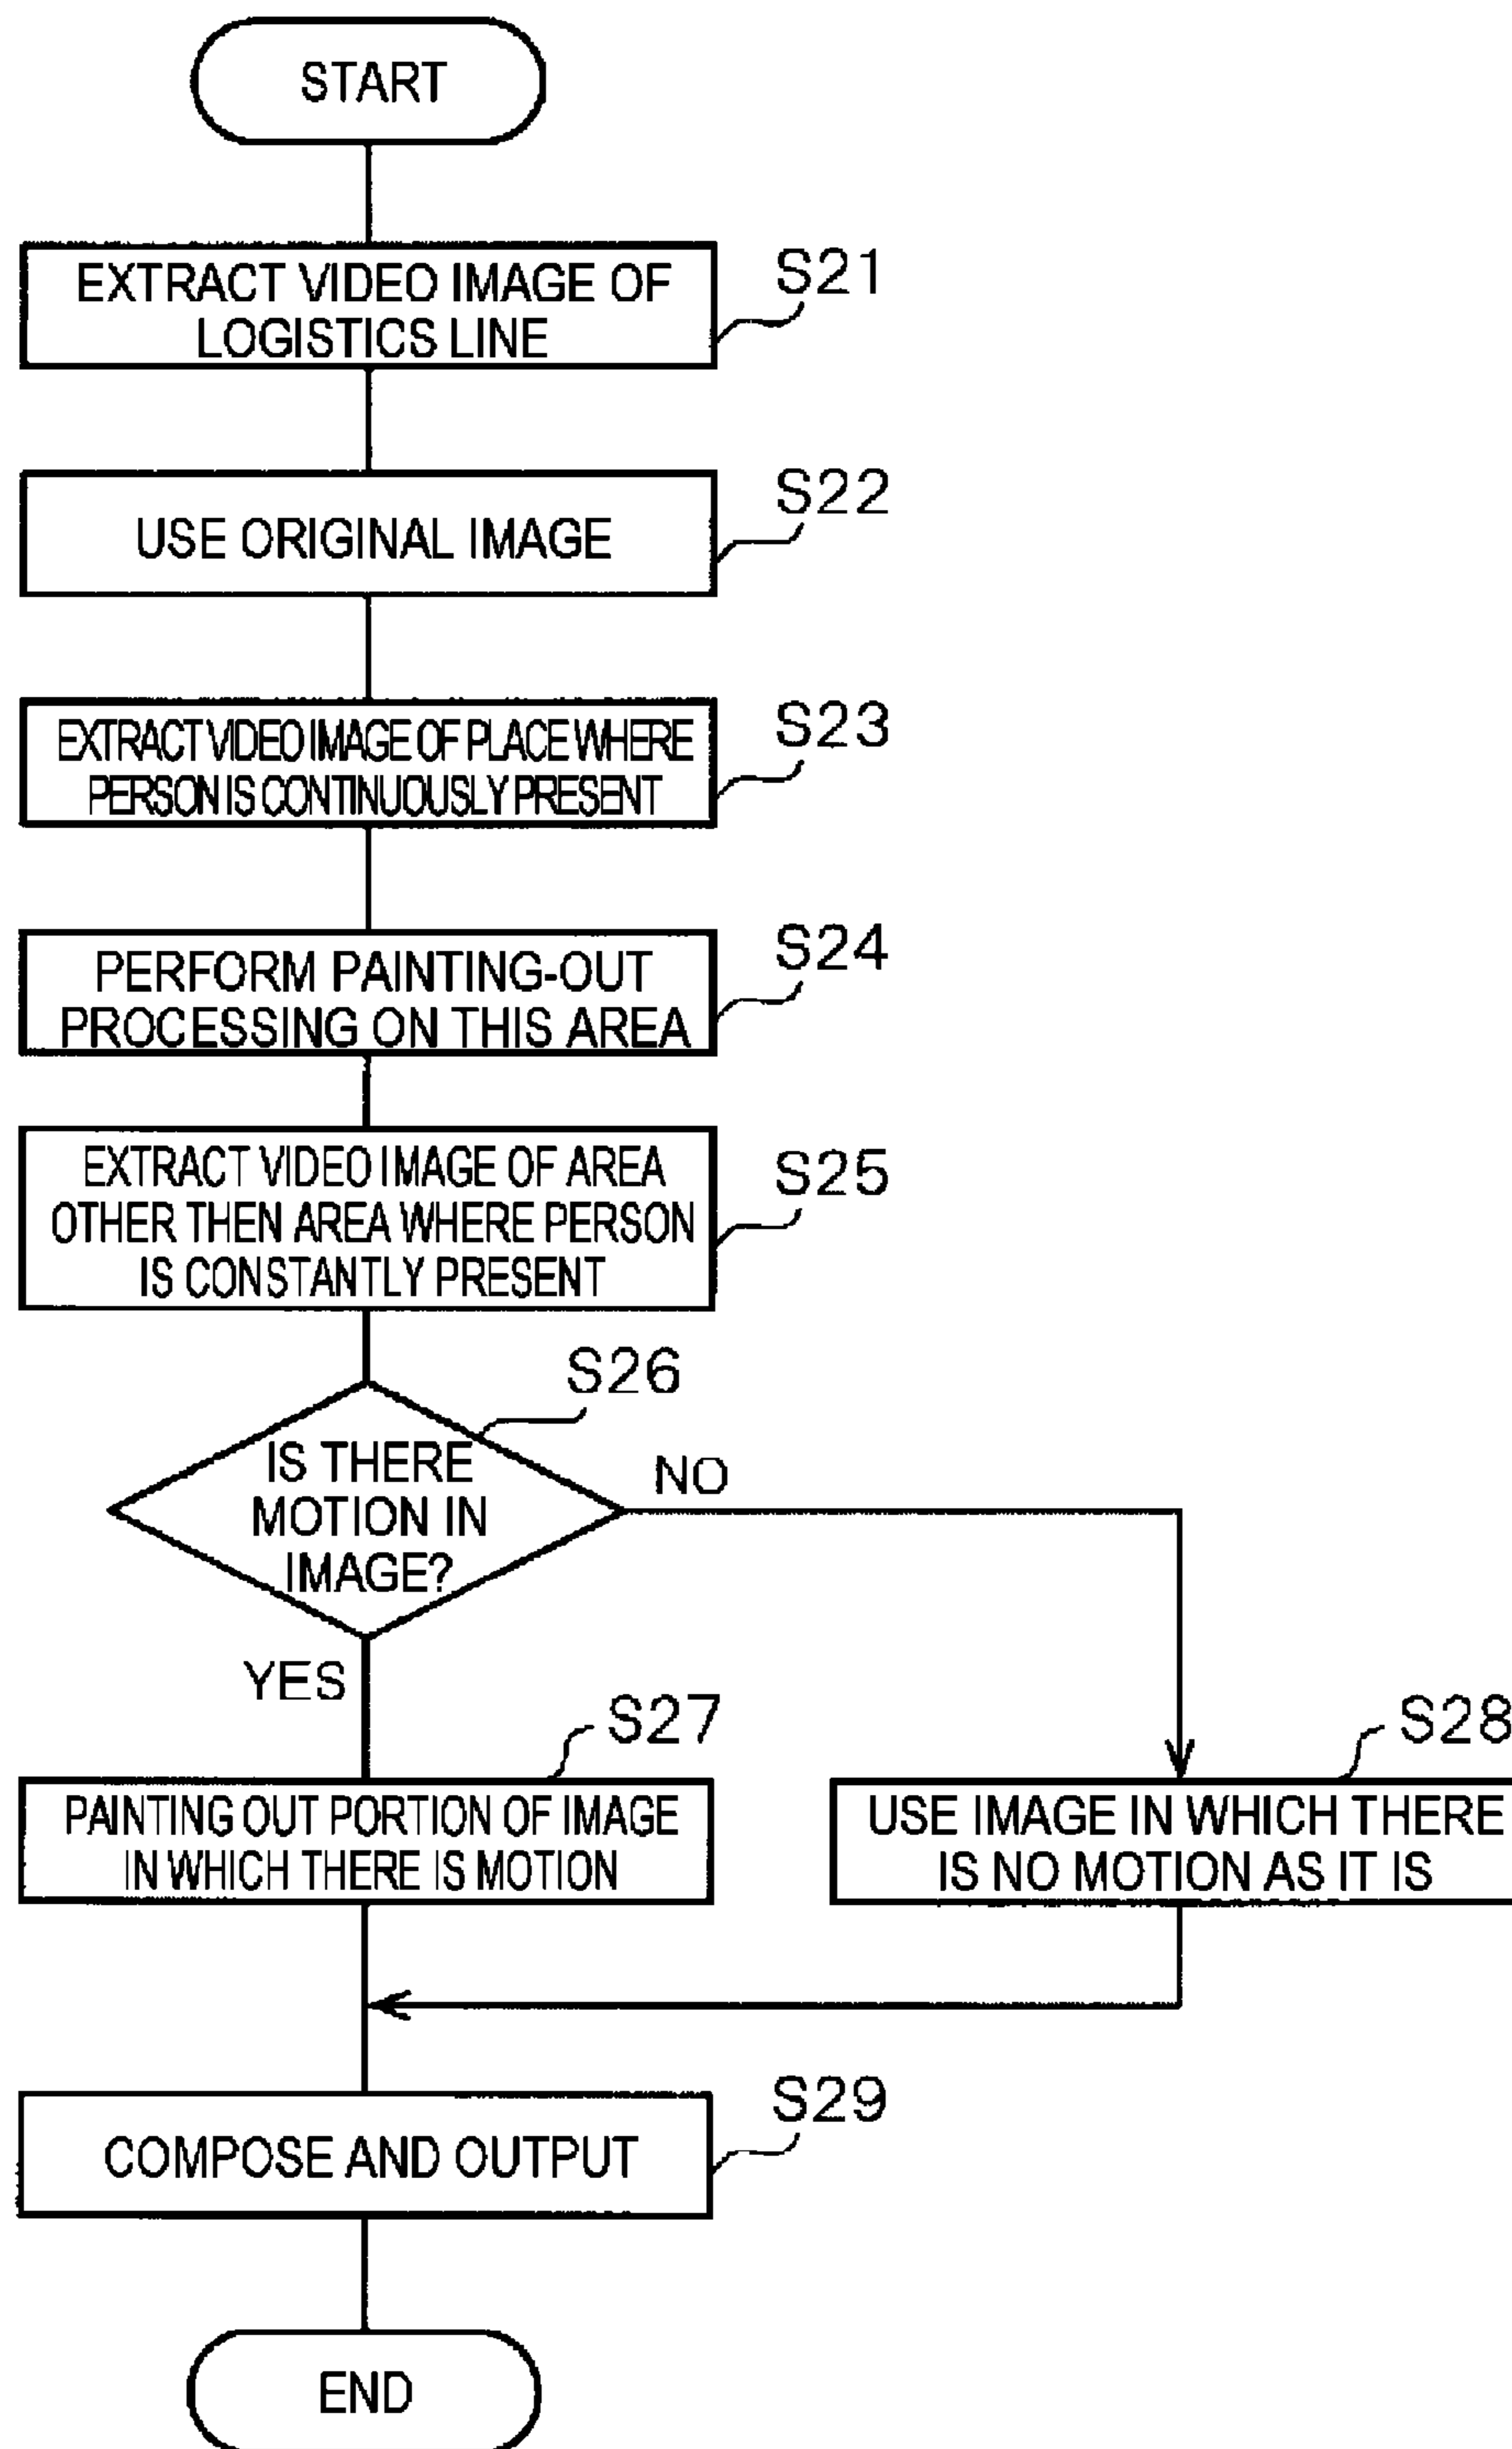 START
EXTRACT VIDEO IMAGE OF
LOGISTICS LINE
S21
USE ORIGINAL IMAGE
S22
EXTRACT VIDEO IMAGE OF PLACE WHERE
PERSON IS CONTINUOUSLY PRESENT
S23
PERFORM PAINTING-OUT
PROCESSING ON THIS AREA
S24
EXTRACT VIDEO IMAGE OF AREA
OTHER THEN AREA WHERE PERSON
IS CONSTANTLY PRESENT
S25
S26
IS THERE
MOTION IN
IMAGE?
NO
YES
S27
PAINTING OUT PORTION OF IMAGE
IN WHICH THERE IS MOTION
S28
USE IMAGE IN WHICH THERE
IS NO MOTION AS IT IS
S29
COMPOSE AND OUTPUT
END